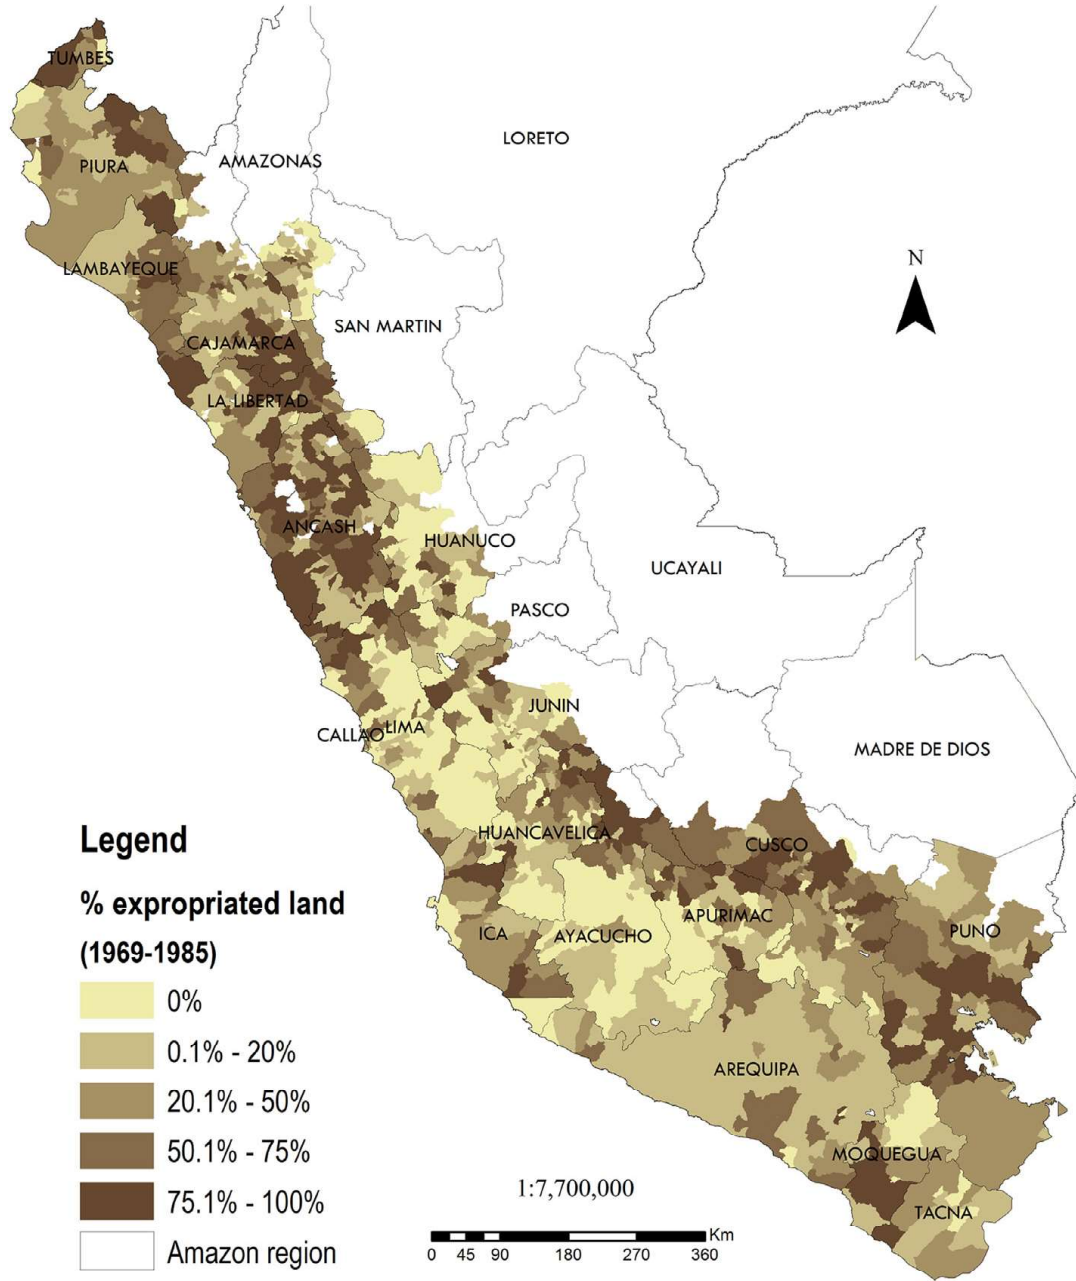 TUMBES
LORETO
AMAZONAS
PIURA
N
LAMBAYEQUE
SAN MARTIN
CAJAMARCA
LA LIBERTAD
ANCASH
HUANUCO
UCAYALI
PASCO
JUNIN
CALLAO
LIMA
MADRE DE DIOS
HUANCAVELICA
CUSCO
APURIMAC
ICA
AYACUCHO
PUNO
AREQUIPA
MOQUEGUA
TACNA
Legend
% expropriated land
(1969-1985)
0%
0.1% - 20%
20.1% - 50%
50.1% - 75%
75.1% - 100%
Amazon region
1:7,700,000
Km
0 45 90 180 270 360